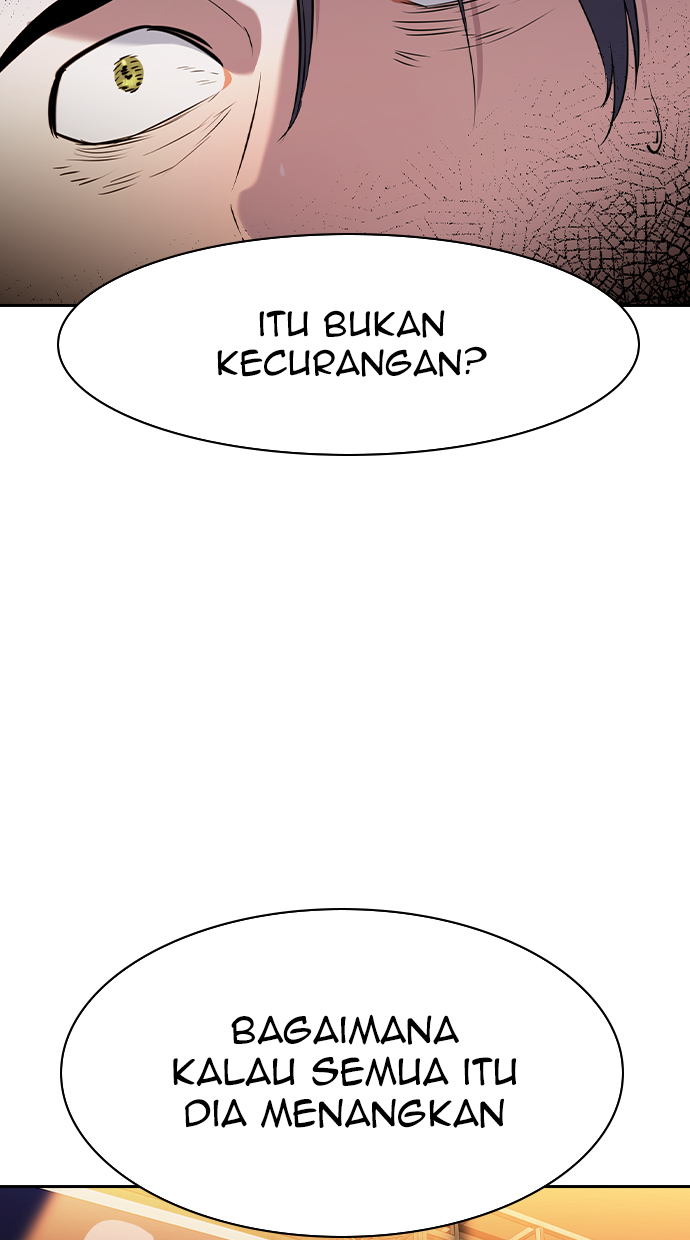 ITU BUKAN
KECURANGAN?
BAGAIMANA
KALAU SEMUA ITU
DIA MENANGKAN